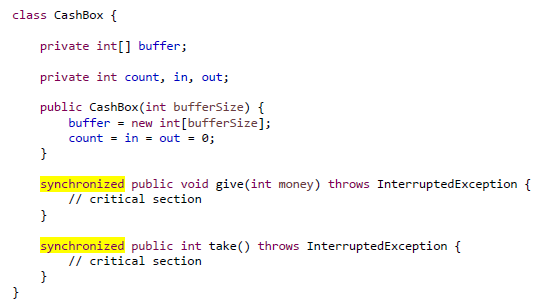 class CashBox {
private int[] buffer;
private int count, in, out;
public CashBox(int bufferSize) {
buffer = new int[bufferSize];
count = in = out = 0;
}
synchronized public void give(int money) throws InterruptedException {
// critical section
}
synchronized public int take() throws InterruptedException {
// critical section
}
}